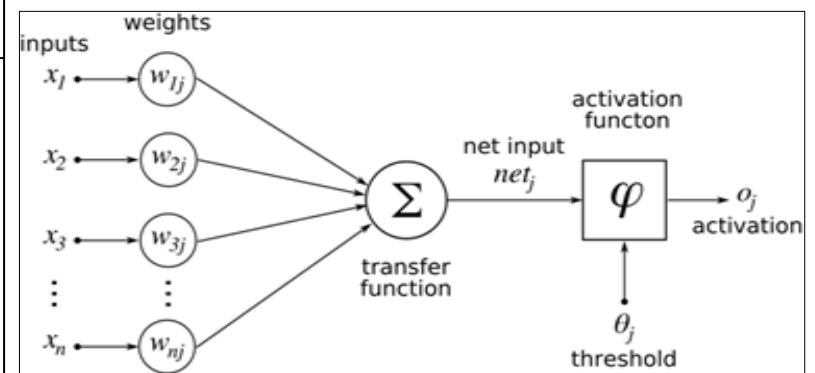 weights
inputs
x1 w1j
x2 w2j
x3 w3j
⋮ ⋮
xn wnj
Σ
transfer
function
net input
netj
activation
functon
φ
oj
activation
θj
threshold